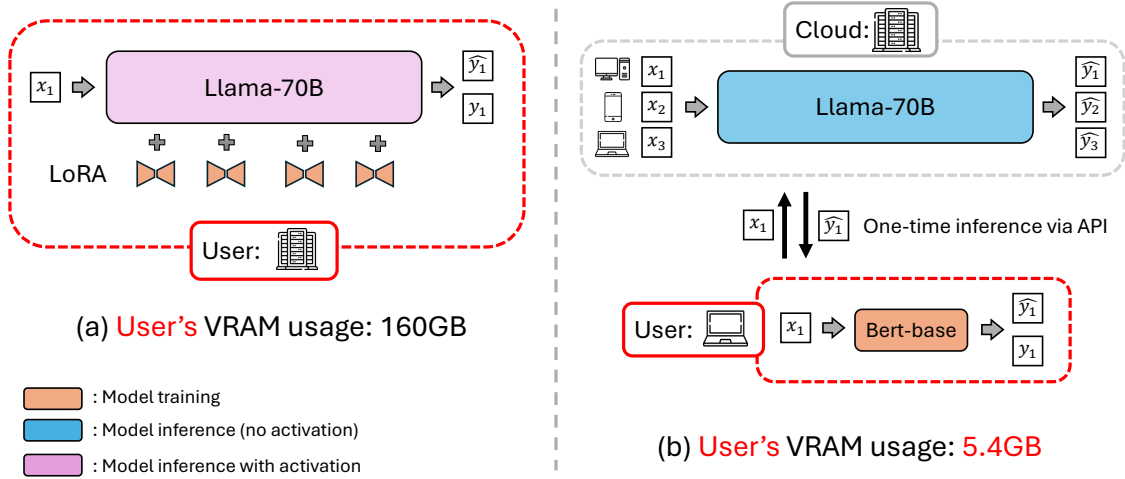 x₁
Llama-70B
ŷ₁
y₁
LoRA
User:
(a) User's VRAM usage: 160GB
: Model training
: Model inference (no activation)
: Model inference with activation
Cloud:
x₁
x₂
x₃
Llama-70B
ŷ₁
ŷ₂
ŷ₃
x₁
ŷ₁
One-time inference via API
User:
x₁
Bert-base
ŷ₁
y₁
(b) User's VRAM usage: 5.4GB